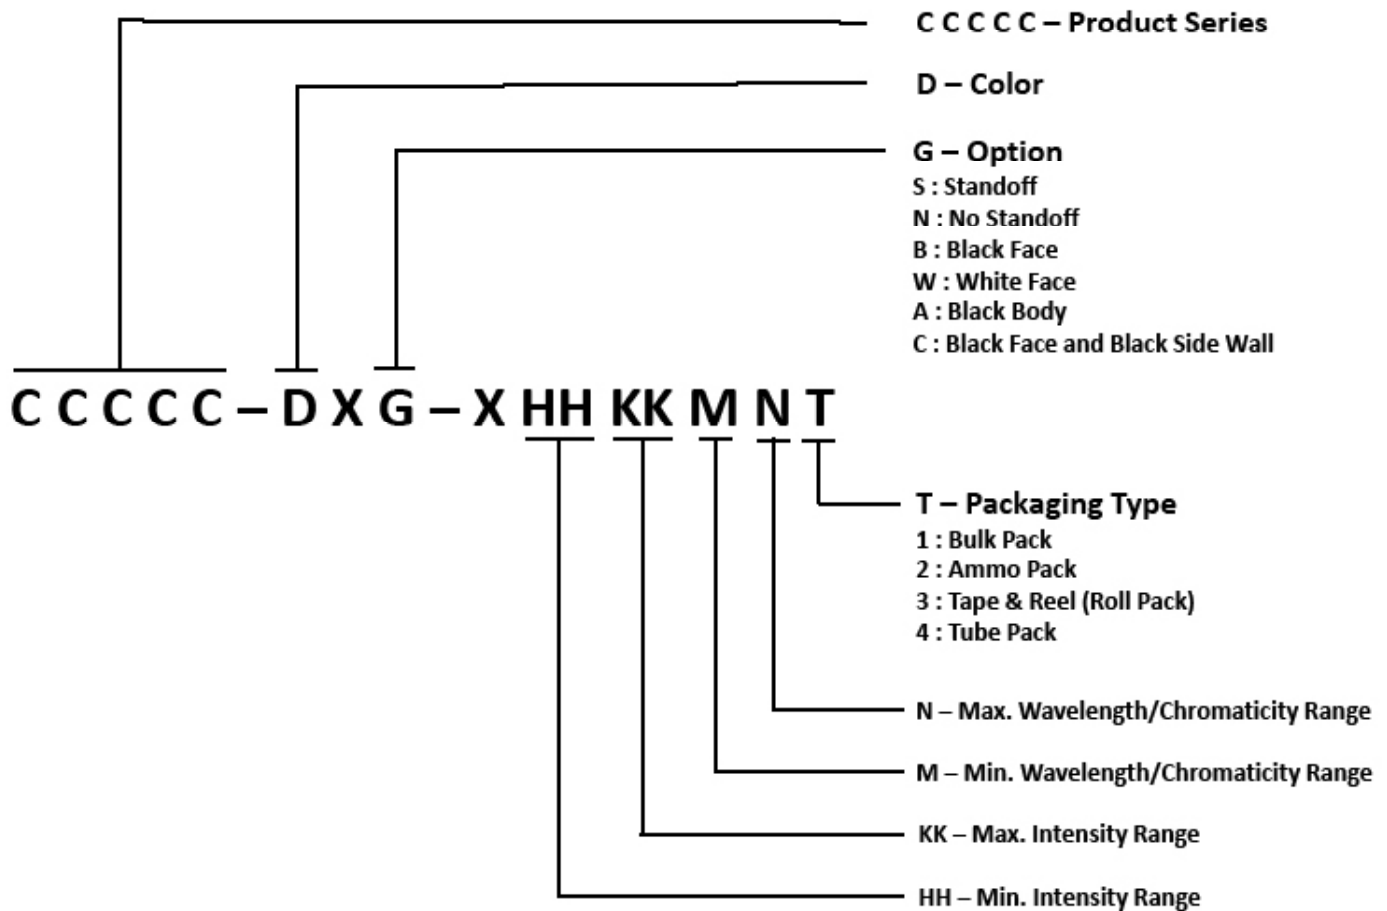 C C C C C – Product Series
D – Color
G – Option
S : Standoff
N : No Standoff
B : Black Face
W : White Face
A : Black Body
C : Black Face and Black Side Wall
C C C C C – D X G – X HH KK M N T
T – Packaging Type
1 : Bulk Pack
2 : Ammo Pack
3 : Tape & Reel (Roll Pack)
4 : Tube Pack
N – Max. Wavelength/Chromaticity Range
M – Min. Wavelength/Chromaticity Range
KK – Max. Intensity Range
HH – Min. Intensity Range